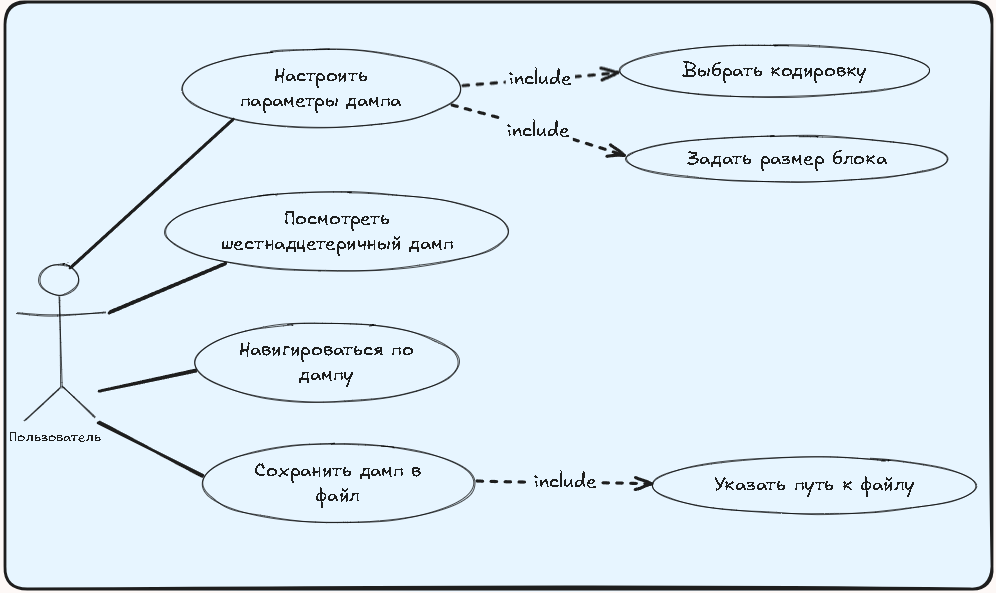 Настроить
параметры дампа
include
Выбрать кодировку
include
Задать размер блока
Посмотреть
шестнадцетеричный дамп
Навигироваться по
дампу
Пользователь
Сохранить дамп в
файл
include
Указать путь к файлу